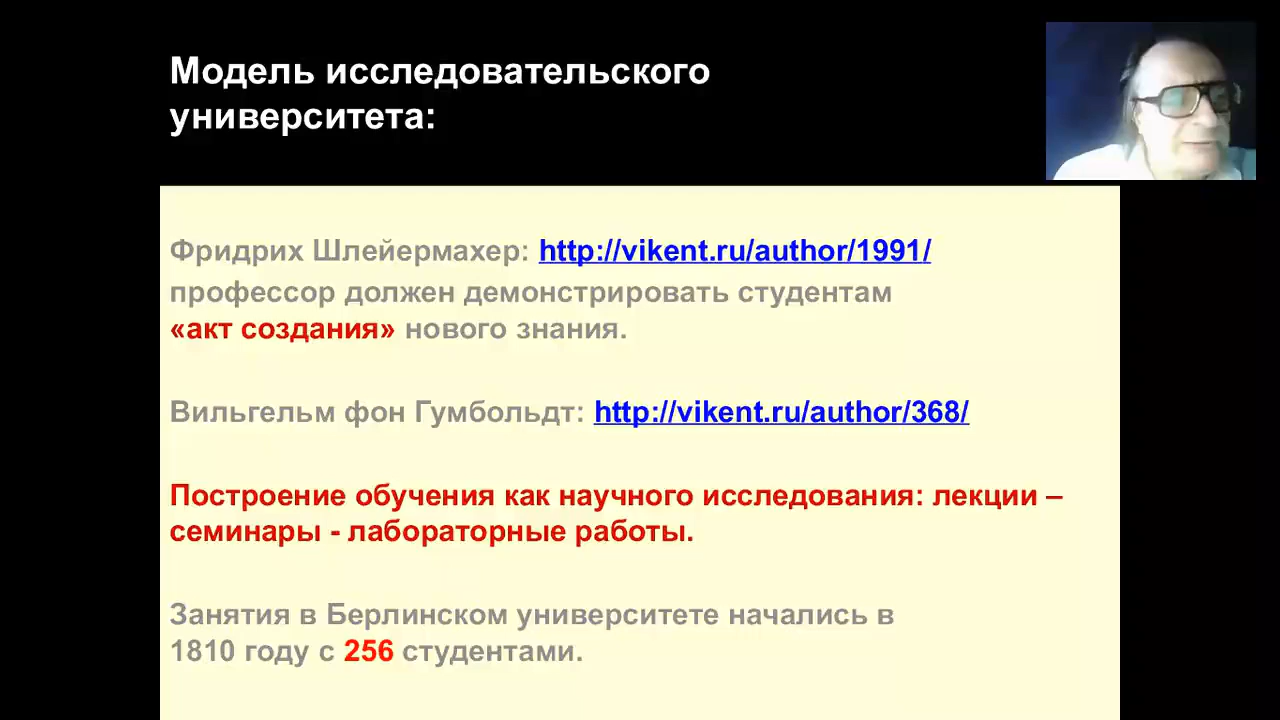 Модель исследовательского
университета:
Фридрих Шлейермахер: http://vikent.ru/author/1991/
профессор должен демонстрировать студентам
«акт создания» нового знания.
Вильгельм фон Гумбольдт: http://vikent.ru/author/368/
Построение обучения как научного исследования: лекции –
семинары - лабораторные работы.
Занятия в Берлинском университете начались в
1810 году с 256 студентами.